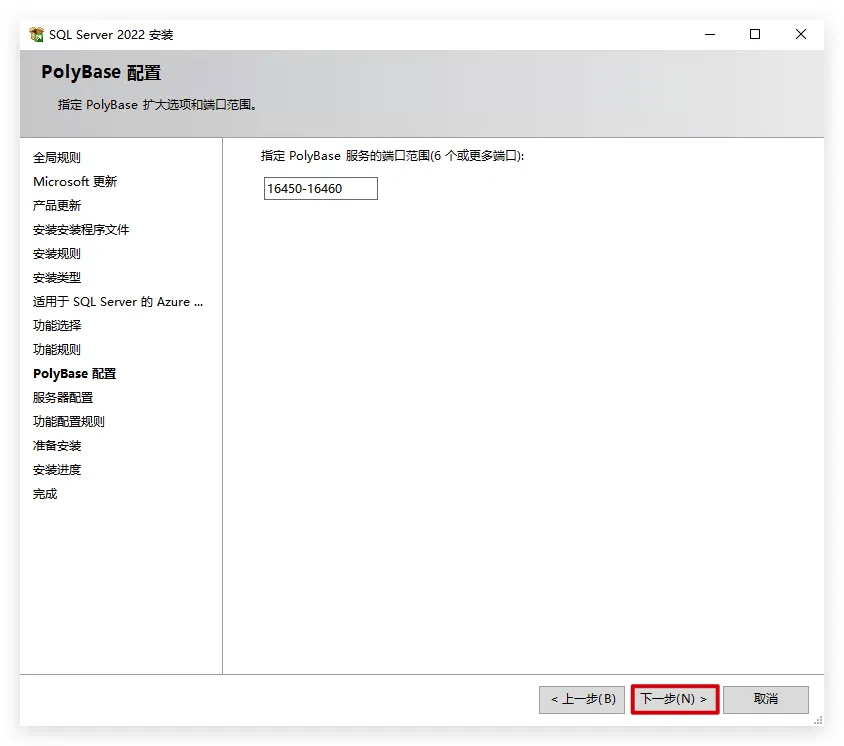 SQL Server 2022 安装
PolyBase 配置
指定 PolyBase 扩大选项和端口范围。
全局规则
Microsoft 更新
产品更新
安装安装程序文件
安装规则
安装类型
适用于 SQL Server 的 Azure ...
功能选择
功能规则
PolyBase 配置
服务器配置
功能配置规则
准备安装
安装进度
完成
指定 PolyBase 服务的端口范围(6 个或更多端口):
16450-16460
< 上一步(B)
下一步(N) >
取消